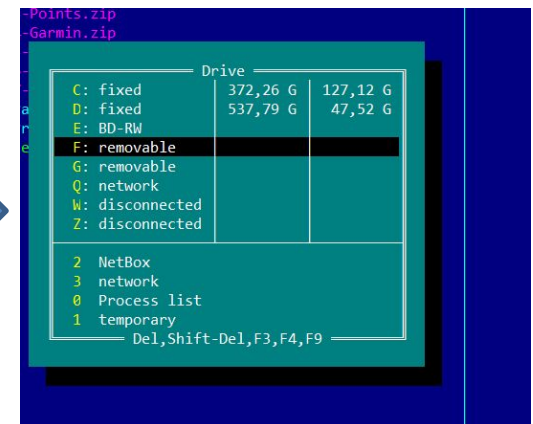 -Points.zip
-Garmin.zip
Drive
C: fixed 372,26 G 127,12 G
D: fixed 537,79 G 47,52 G
E: BD-RW
F: removable
G: removable
Q: network
W: disconnected
Z: disconnected
2 NetBox
3 network
0 Process list
1 temporary
Del,Shift-Del,F3,F4,F9